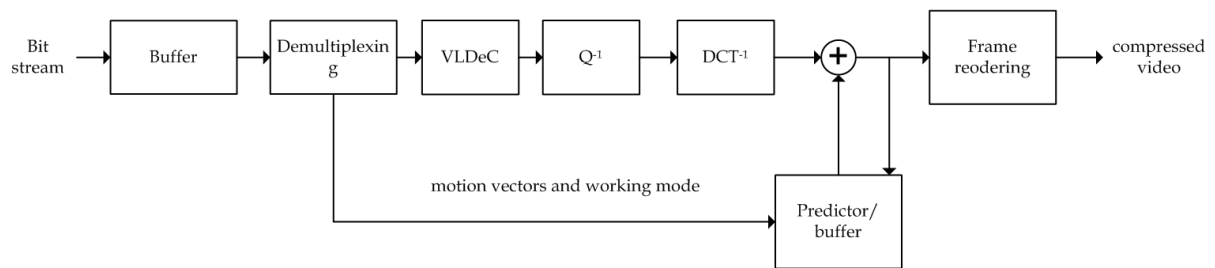 Bit
stream
Buffer
Demultiplexin
g
VLDeC
Q-1
DCT-1
+
Frame
reodering
compressed
video
motion vectors and working mode
Predictor/
buffer